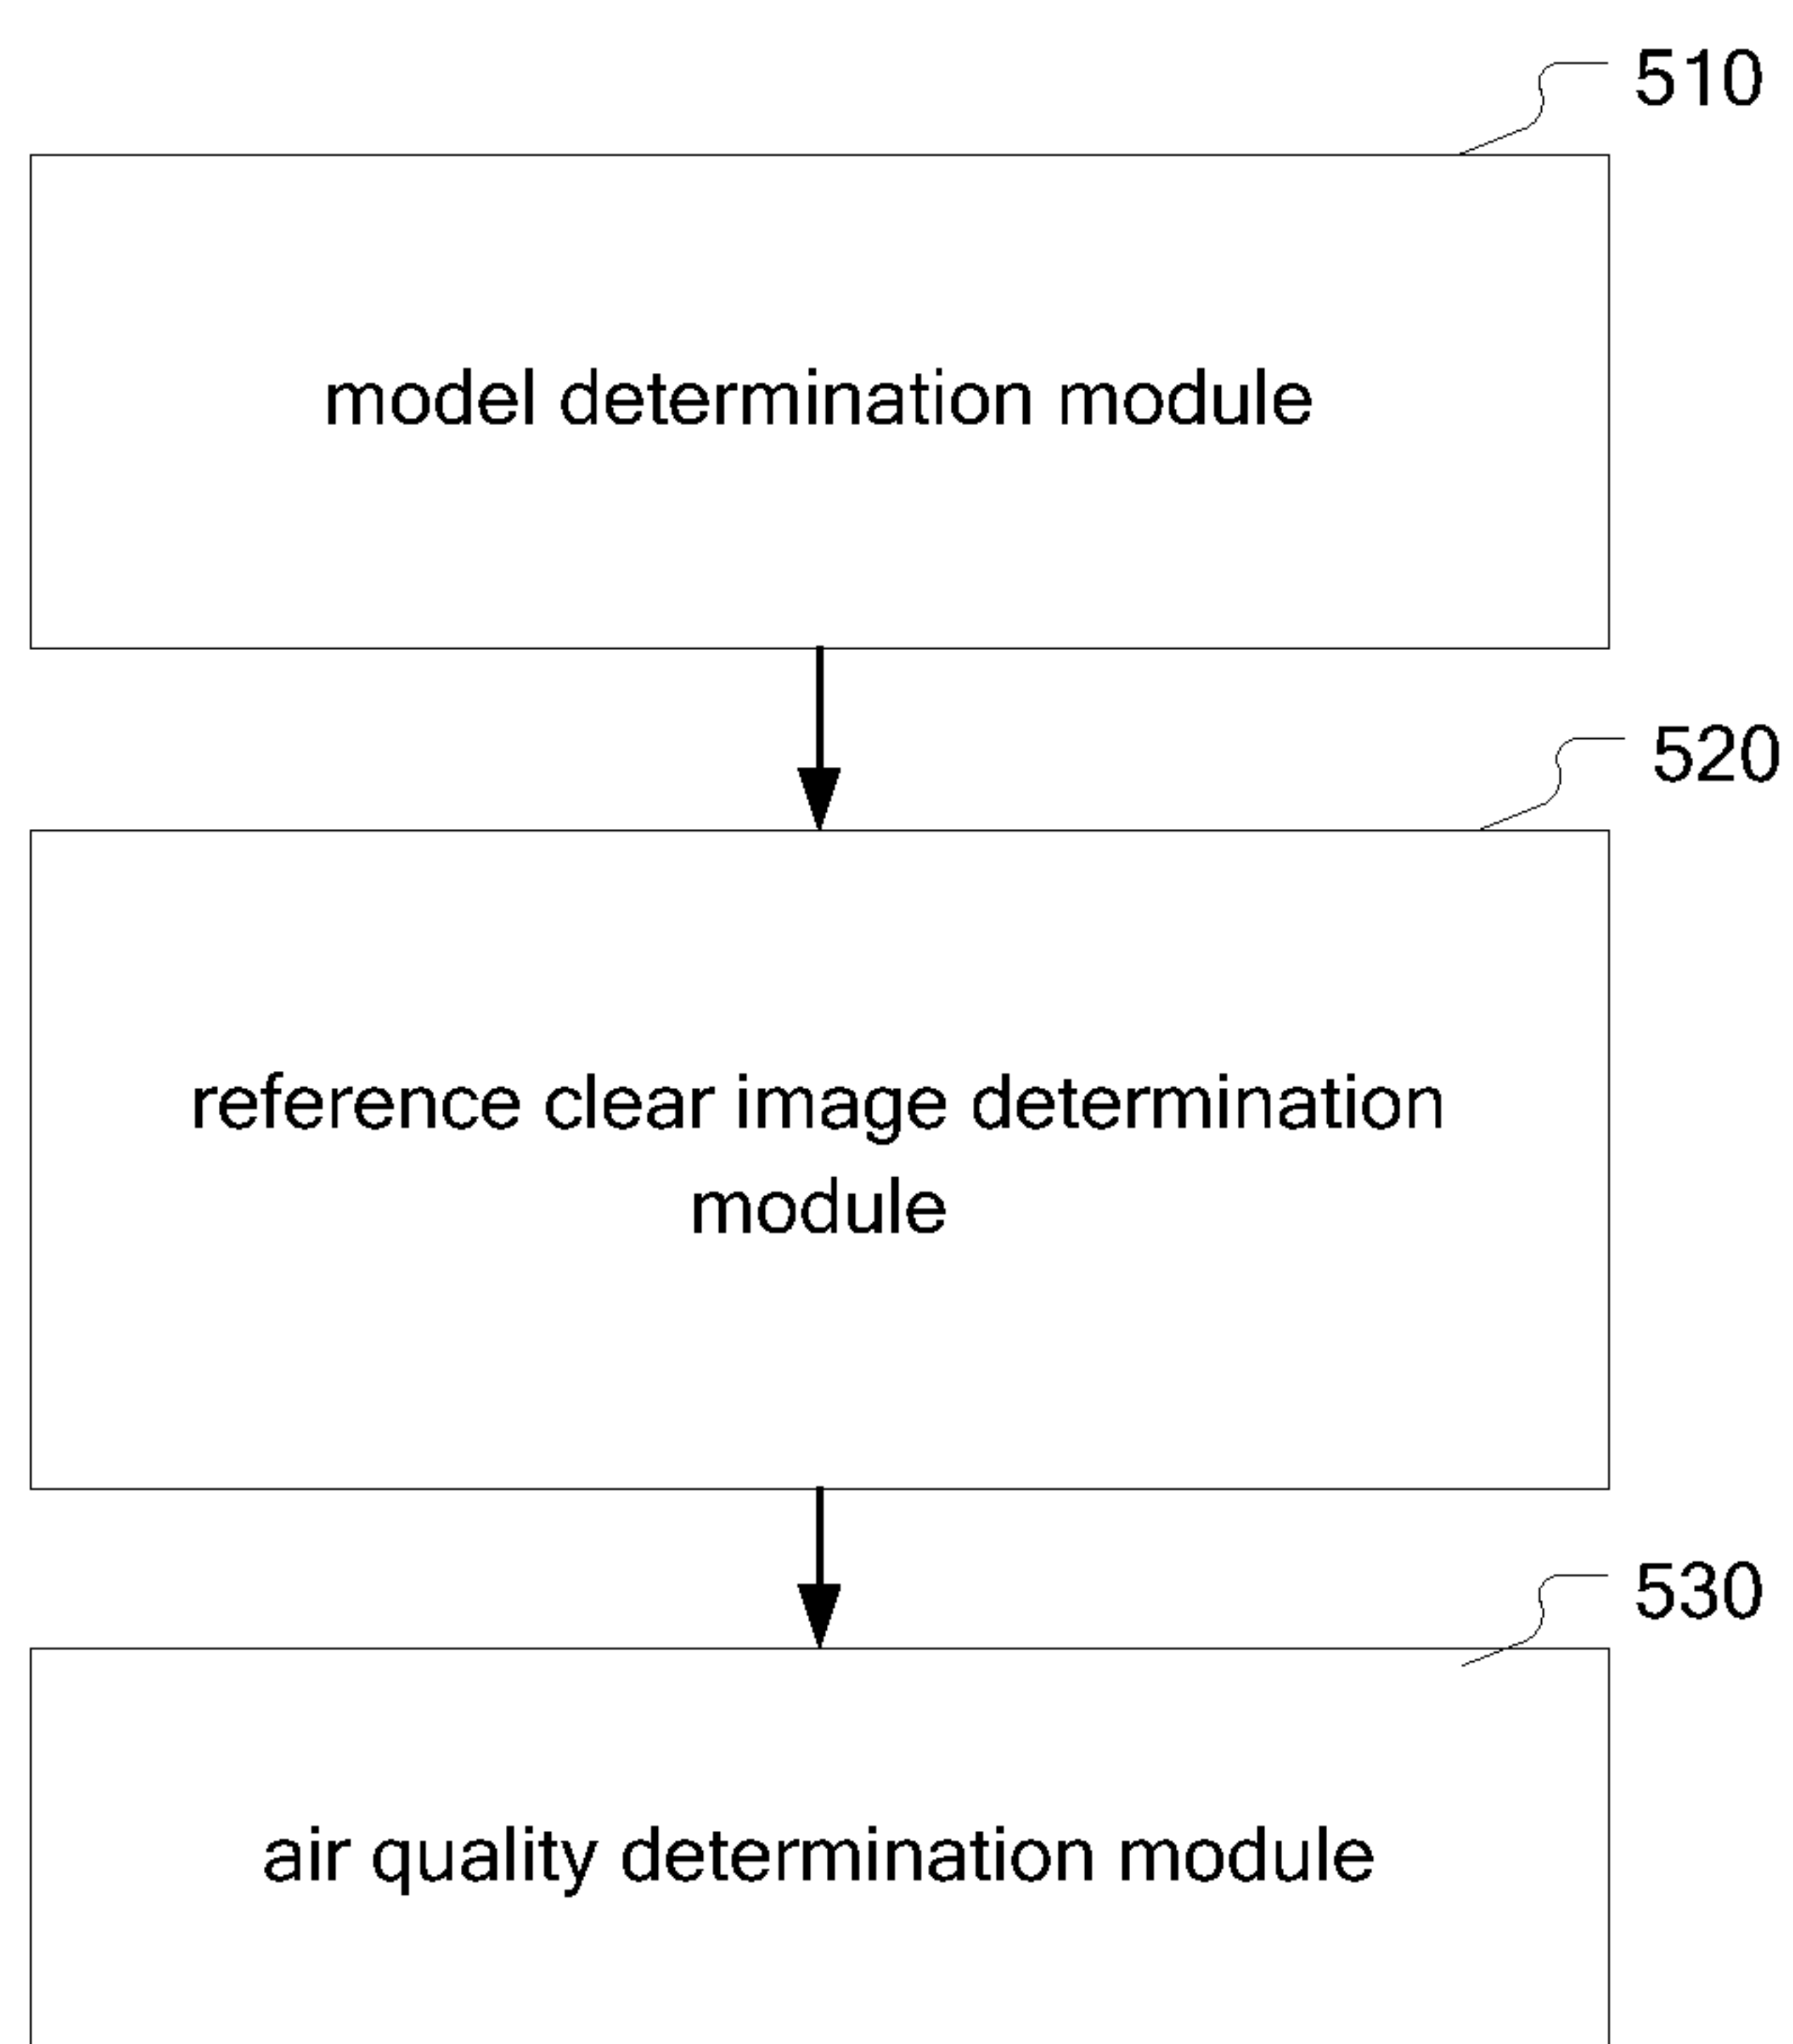 510
model determination module
520
reference clear image determination
module
530
air quality determination module